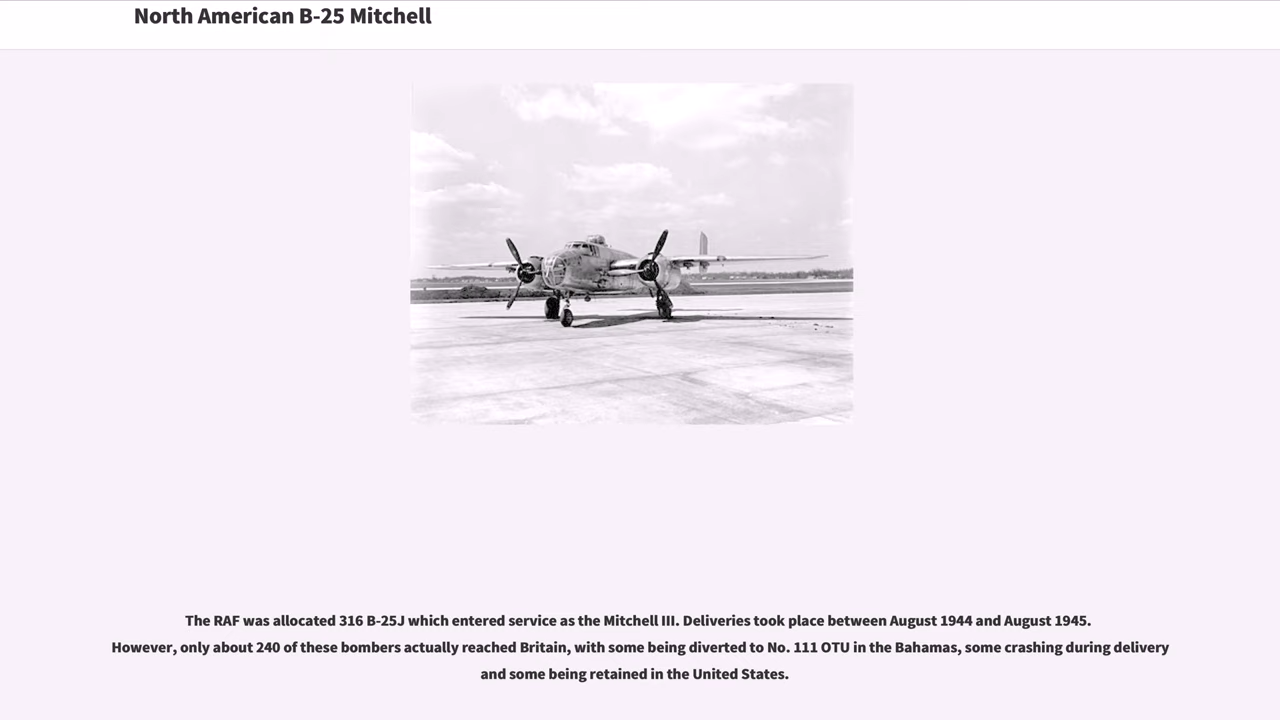 North American B-25 Mitchell
The RAF was allocated 316 B-25J which entered service as the Mitchell III. Deliveries took place between August 1944 and August 1945.
However, only about 240 of these bombers actually reached Britain, with some being diverted to No. 111 OTU in the Bahamas, some crashing during delivery
and some being retained in the United States.